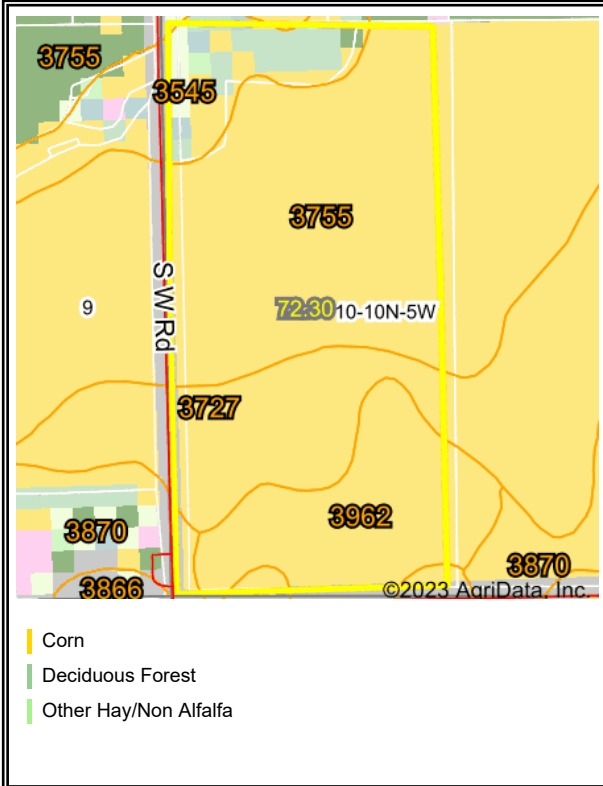 3755
3545
3755
9
S W Rd
72.30 10-10N-5W
3727
3962
3870
3870
3866
©2023 AgriData, Inc.
Corn
Deciduous Forest
Other Hay/Non Alfalfa